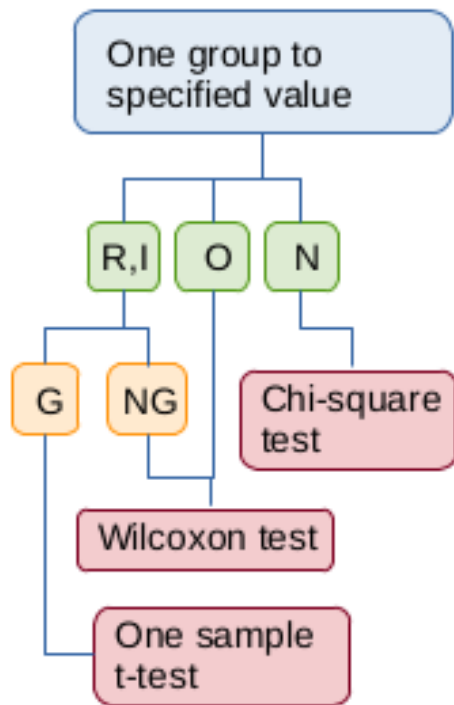 One group to
specified value
R,I
O
N
G
NG
Chi-square
test
Wilcoxon test
One sample
t-test